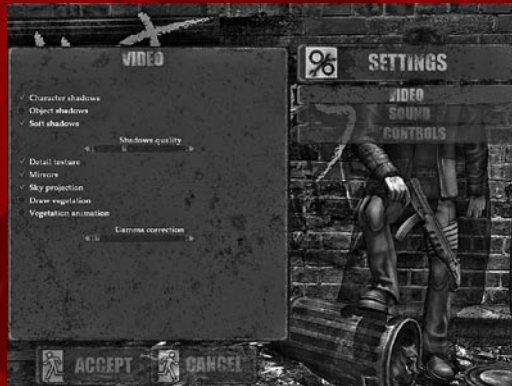 VIDEO
Character shadows
Object shadows
Soft shadows
Shadows quality
Detail texture
Mirrors
Sky projection
Draw vegetation
Vegetation animation
Gamma correction
ACCEPT
CANCEL
SETTINGS
VIDEO
SOUND
CONTROLS